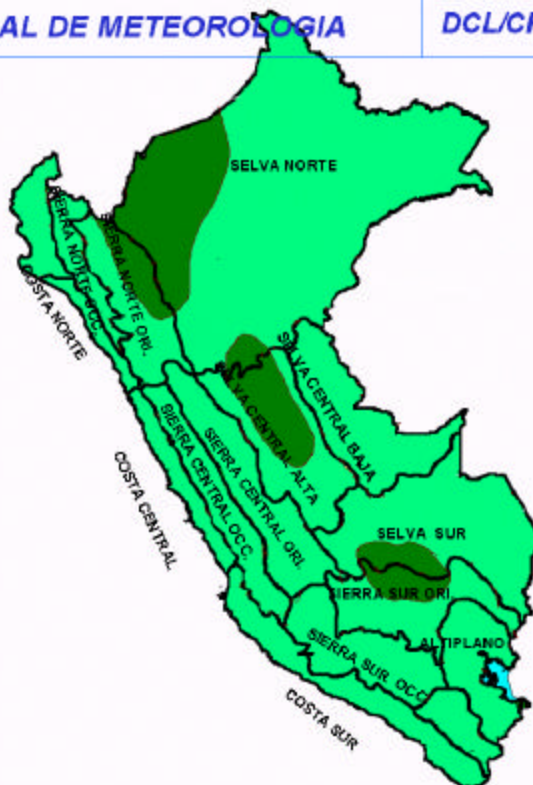 AL DE METEOROLOGIA
DCL/CP
SELVA NORTE
SIERRA NORTE OCC.
SIERRA NORTE ORI.
COSTA NORTE
SELVA CENTRAL BAJA
SELVA CENTRAL ALTA
SIERRA CENTRAL OCC.
SIERRA CENTRAL ORI.
COSTA CENTRAL
SELVA SUR
SIERRA SUR ORI.
ALTIPLANO
SIERRA SUR OCC
COSTA SUR